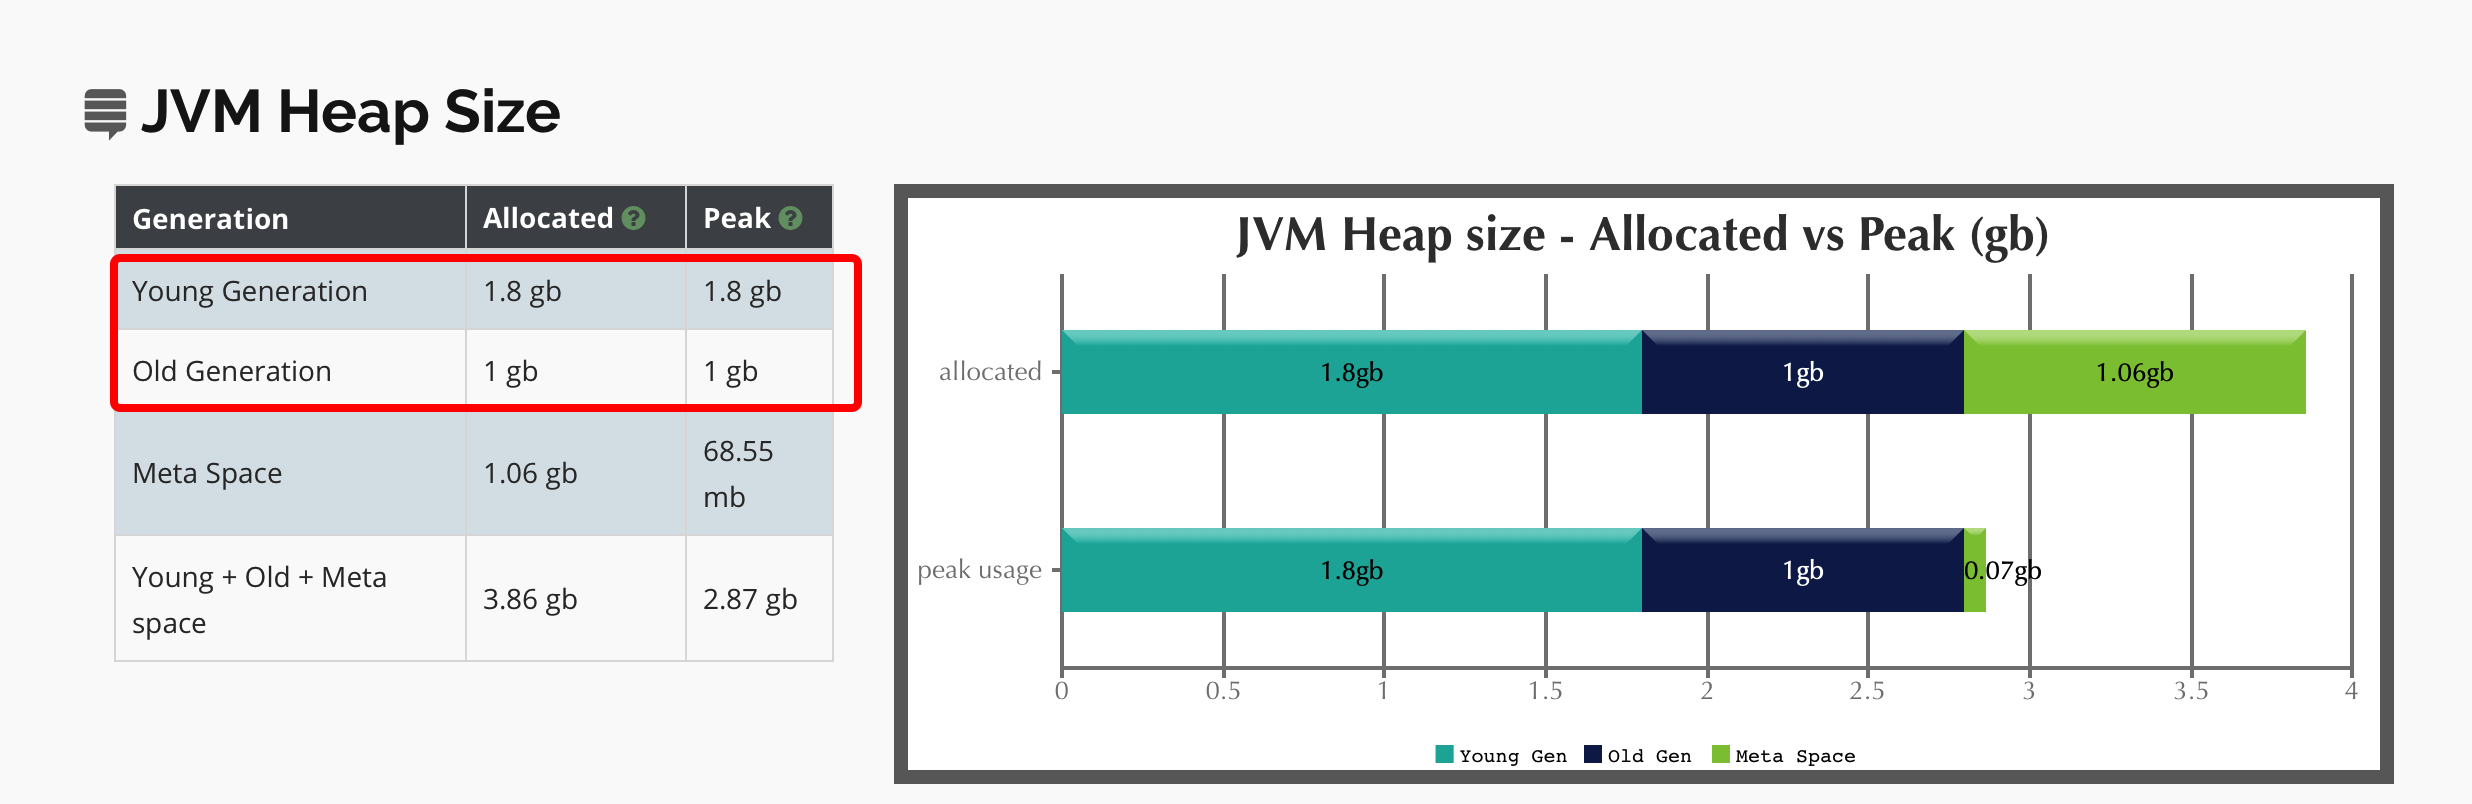 JVM Heap Size
Generation Allocated ? Peak ?
Young Generation 1.8 gb 1.8 gb
Old Generation 1 gb 1 gb
Meta Space 1.06 gb 68.55
mb
Young + Old + Meta
space 3.86 gb 2.87 gb
JVM Heap size - Allocated vs Peak (gb)
allocated 1.8gb 1gb 1.06gb
peak usage 1.8gb 1gb 0.07gb
0 0.5 1 1.5 2 2.5 3 3.5 4
Young Gen Old Gen Meta Space